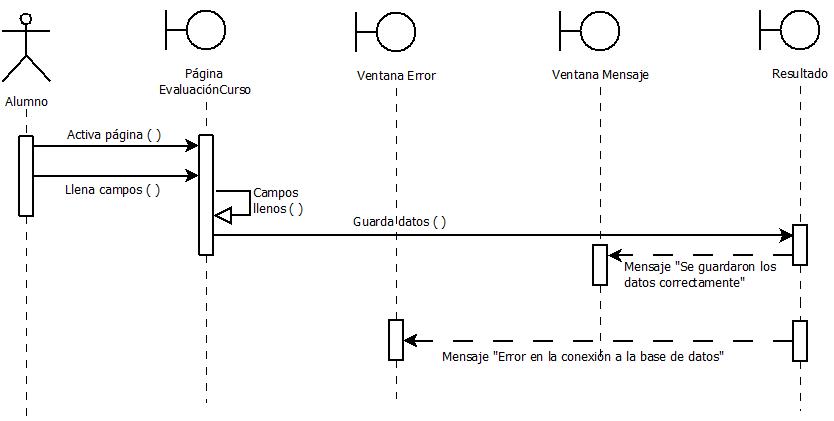 Alumno
Página
EvaluaciónCurso
Ventana Error
Ventana Mensaje
Resultado
Activa página ( )
Llena campos ( )
Campos
llenos ( )
Guarda datos ( )
Mensaje "Se guardaron los
datos correctamente"
Mensaje "Error en la conexión a la base de datos"